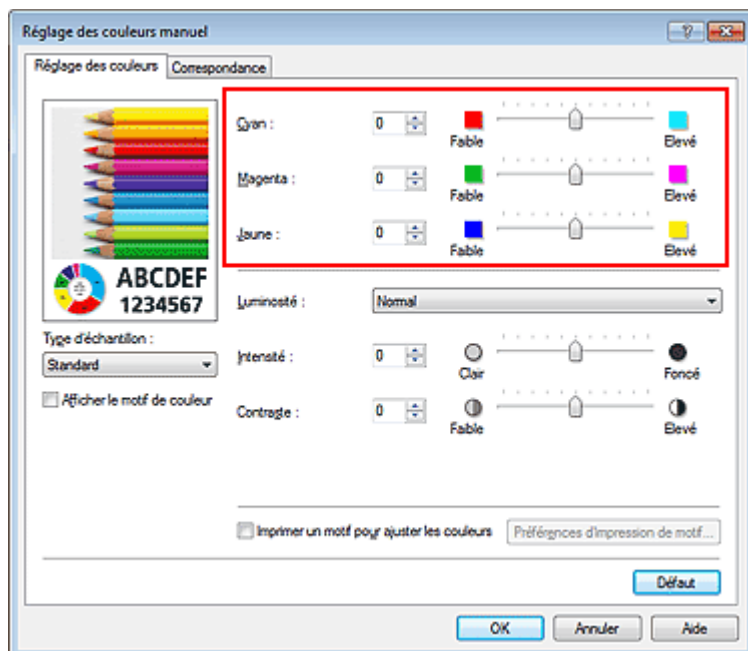 Réglage des couleurs manuel
Réglage des couleurs Correspondance
Cyan : 0 Faible Elevé
Magenta : 0 Faible Elevé
Jaune : 0 Faible Elevé
ABCDEF
1234567
Luminosité : Normal
Type d'échantillon :
Standard
Intensité : 0 Clair Foncé
Afficher le motif de couleur
Contraste : 0 Faible Elevé
Imprimer un motif pour ajuster les couleurs Préférences d'impression de motif...
Défaut
OK Annuler Aide